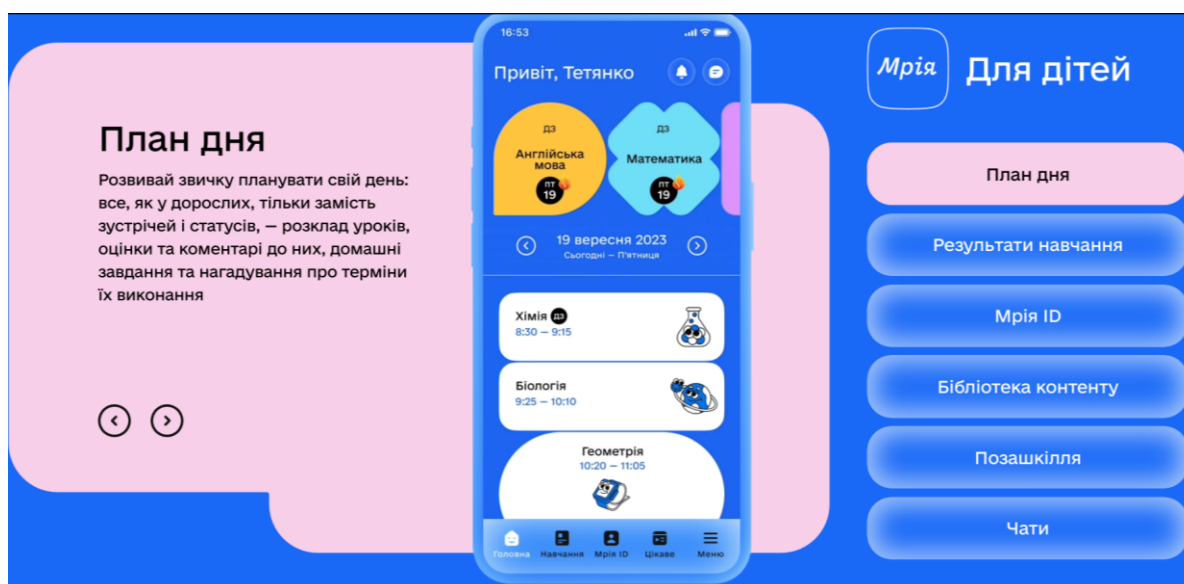 План дня
Розвивай звичку планувати свій день:
все, як у дорослих, тільки замість
зустрічей і статусів, – розклад уроків,
оцінки та коментарі до них, домашні
завдання та нагадування про терміни
їх виконання
16:53
Привіт, Тетянко
ДЗ
Англійська
мова
ПТ
19
ДЗ
Математика
ПТ
19
19 вересня 2023
Сьогодні – П'ятниця
Хімія ДЗ
8:30 – 9:15
Біологія
9:25 – 10:10
Геометрія
10:20 – 11:05
Головна Навчання Мрія ID Цікаве Меню
Мрія Для дітей
План дня
Результати навчання
Мрія ID
Бібліотека контенту
Позашкілля
Чати